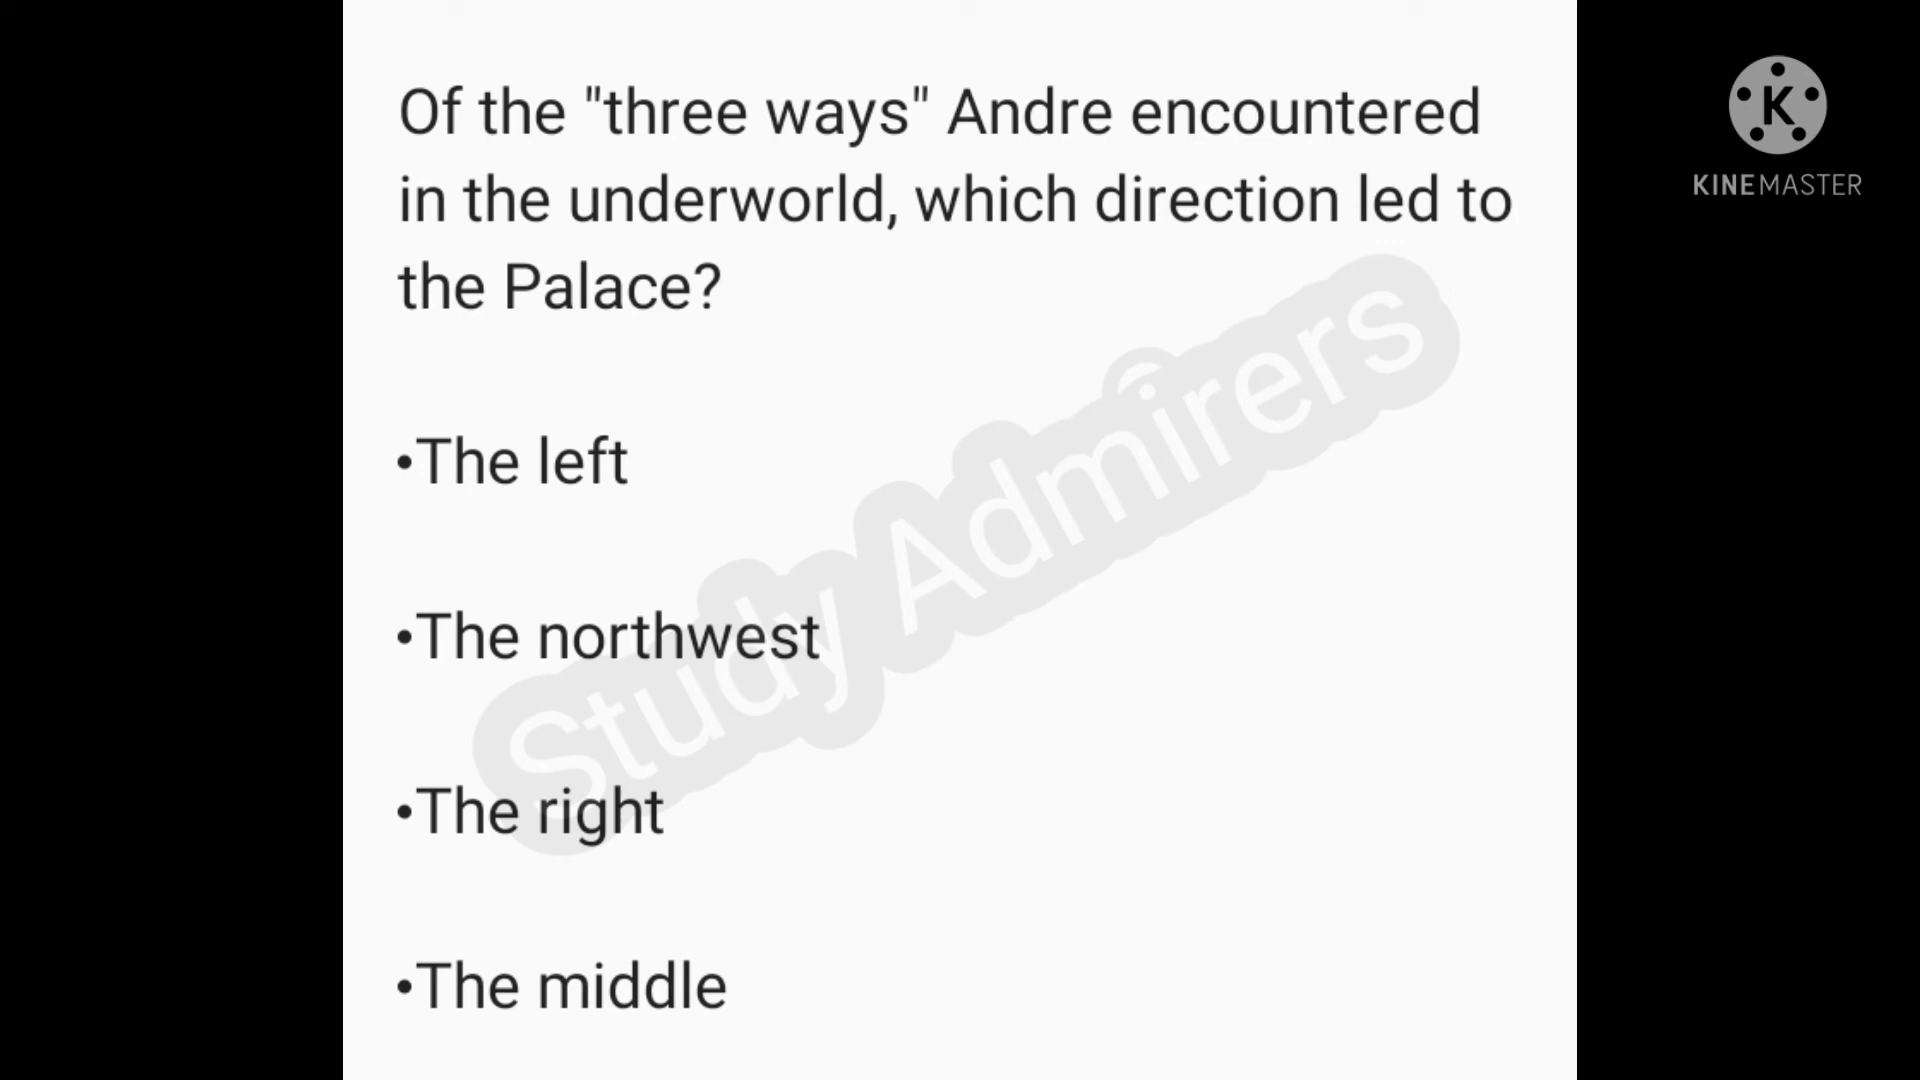 Of the "three ways" Andre encountered
in the underworld, which direction led to
the Palace?
•The left
•The northwest
•The right
•The middle
Study Admirers
K
KINEMASTER